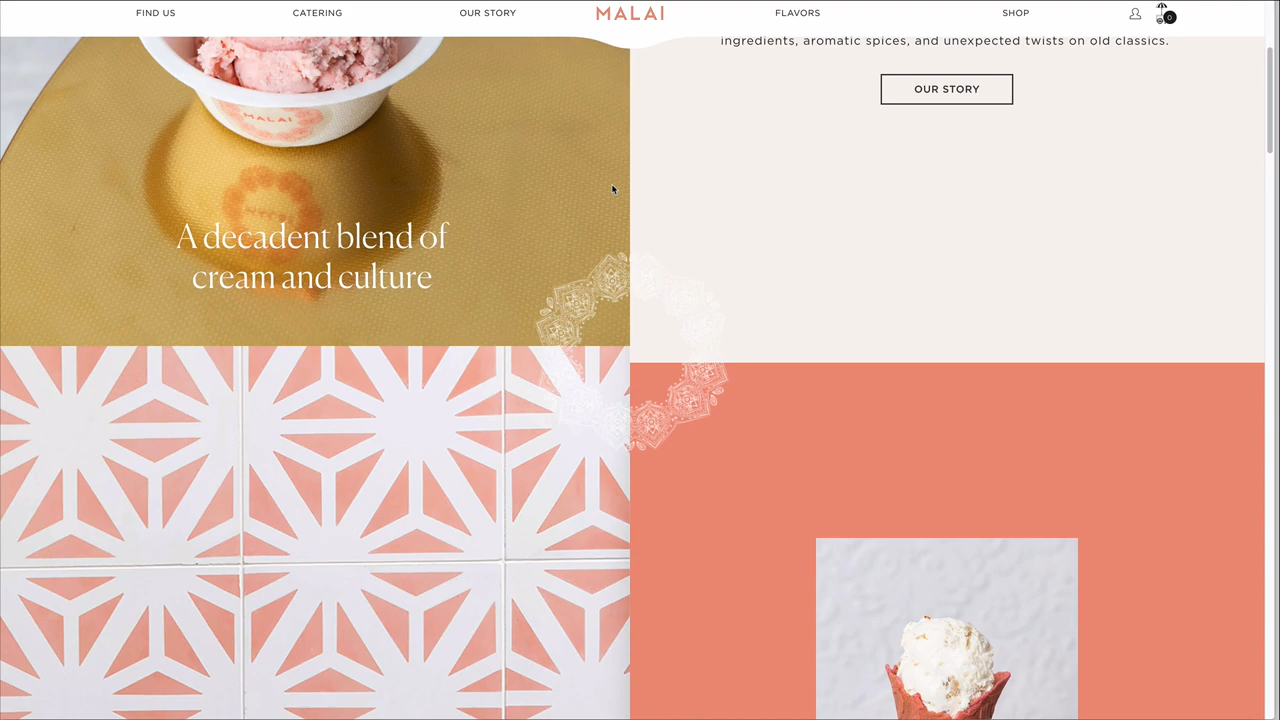 FIND US
CATERING
OUR STORY
MALAI
FLAVORS
SHOP
0
ingredients, aromatic spices, and unexpected twists on old classics.
OUR STORY
MALAI
A decadent blend of
cream and culture